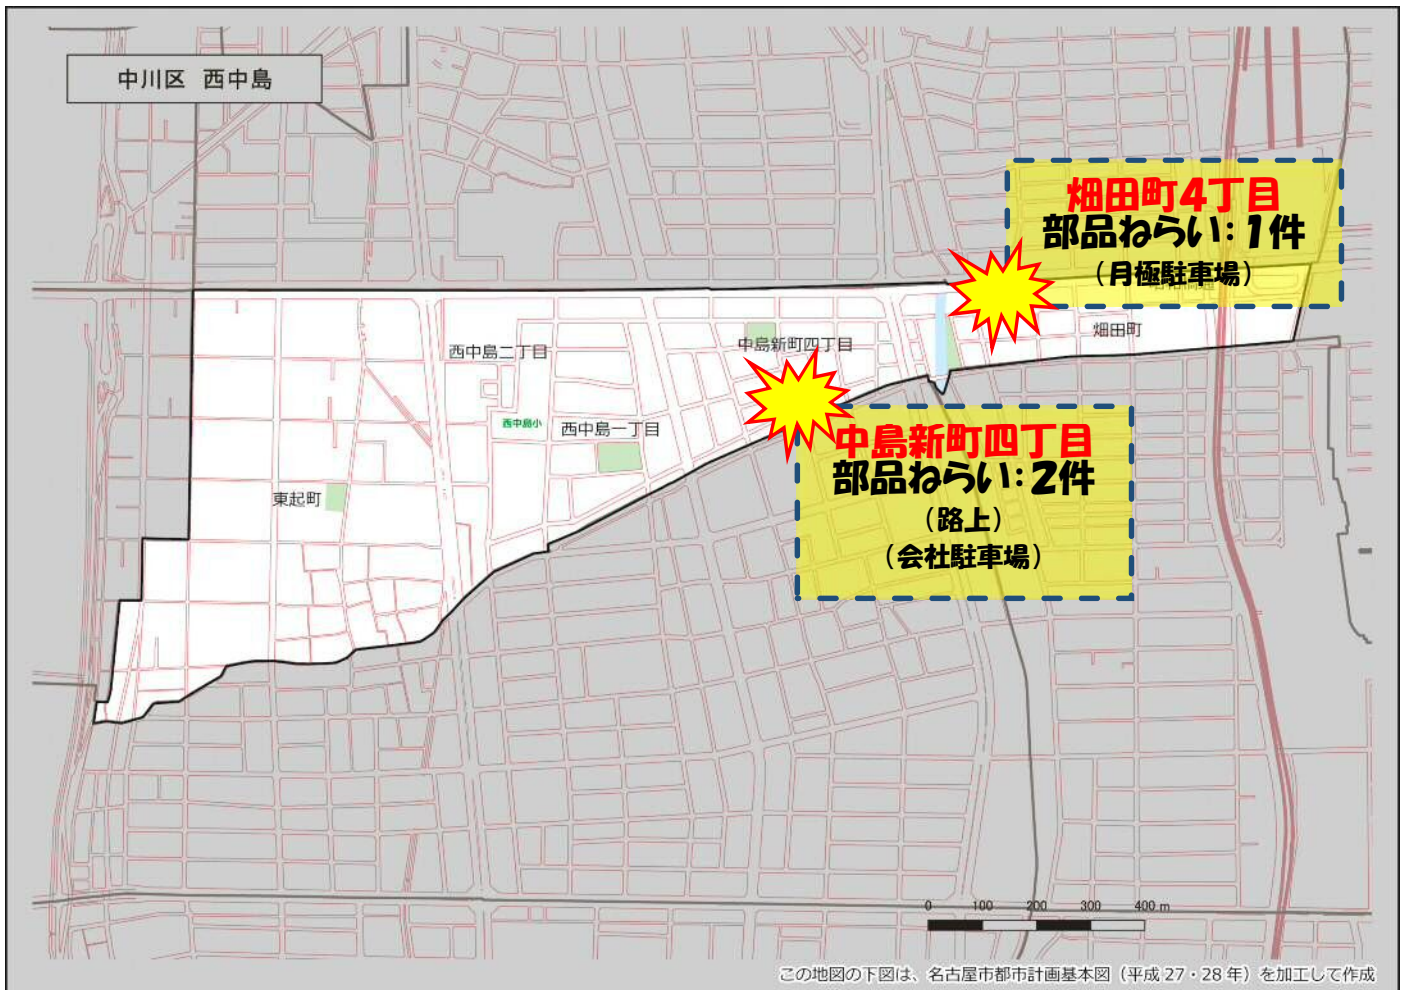 中川区 西中島
畑田町4丁目
部品ねらい:1件
(月極駐車場)
畑田町
西中島二丁目
中島新町四丁目
西中島小
西中島一丁目
中島新町四丁目
部品ねらい:2件
(路上)
(会社駐車場)
東起町
0 100 200 300 400 m
この地図の下図は、名古屋市都市計画基本図(平成 27・28 年)を加工して作成